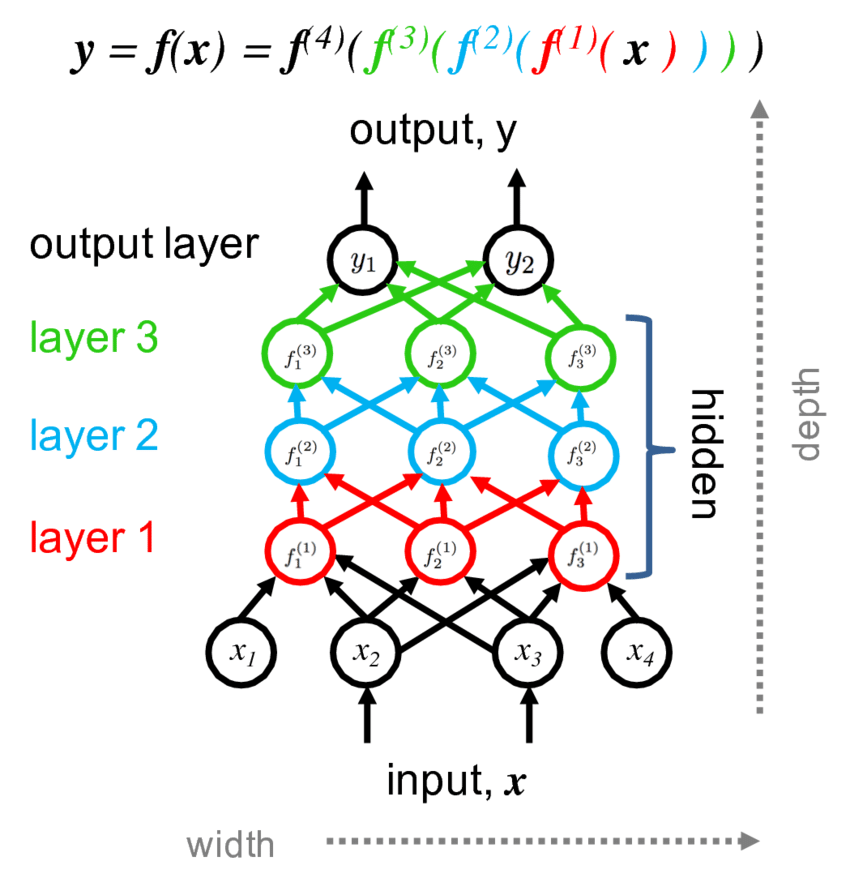 y = f(x) = f⁽⁴⁾(f⁽³⁾(f⁽²⁾(f⁽¹⁾( x ) ) ) )
output, y
output layer
y₁ y₂
layer 3
f₁⁽³⁾ f₂⁽³⁾ f₃⁽³⁾
layer 2
f₁⁽²⁾ f₂⁽²⁾ f₃⁽²⁾
layer 1
f₁⁽¹⁾ f₂⁽¹⁾ f₃⁽¹⁾
hidden
depth
x₁ x₂ x₃ x₄
input, x
width